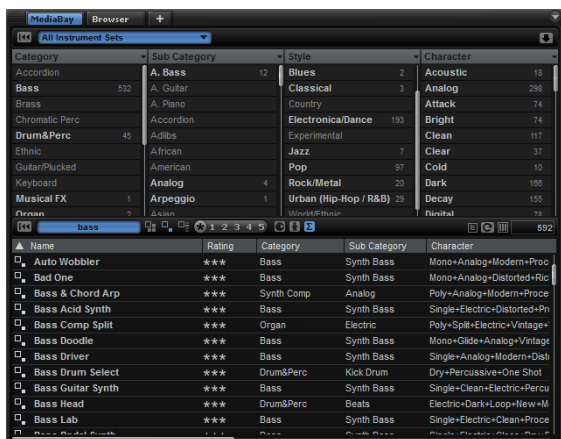 MediaBay Browser +
All Instrument Sets
Category Sub Category Style Character
Accordion A. Bass 12 Blues 2 Acoustic 18
Bass 532 A. Guitar Classical 3 Analog 298
Brass A. Piano Country Attack 74
Chromatic Perc Accordion Electronica/Dance 193 Bright 74
Drum&Perc 45 Adlibs Experimental Clean 117
Ethnic African Jazz 7 Clear 37
Guitar/Plucked American Pop 97 Cold 10
Keyboard Analog 4 Rock/Metal 20 Dark 186
Musical FX 1 Arpeggio 1 Urban (Hip-Hop / R&B) 29 Decay 155
Organ 2 Asian World/Ethnic Digital 78
bass 1 2 3 4 5 592
Name Rating Category Sub Category Character
Auto Wobbler *** Bass Synth Bass Mono+Analog+Modern+Proc
Bad One *** Bass Synth Bass Mono+Analog+Distorted+Ric
Bass & Chord Arp *** Synth Comp Analog Poly+Analog+Modern+Proce
Bass Acid Synth *** Bass Synth Bass Single+Electric+Distorted+Pr
Bass Comp Split *** Organ Electric Poly+Split+Electric+Vintage+
Bass Doodle *** Bass Synth Bass Mono+Glide+Analog+Vintage
Bass Driver *** Bass Synth Bass Single+Analog+Modern+Dist
Bass Drum Select *** Drum&Perc Kick Drum Dry+Percussive+One Shot
Bass Guitar Synth *** Bass Synth Bass Single+Clean+Electric+Percu
Bass Head *** Drum&Perc Beats Electric+Dark+Loop+New+M
Bass Lab *** Bass Synth Bass Single+Electric+Clean+Proce